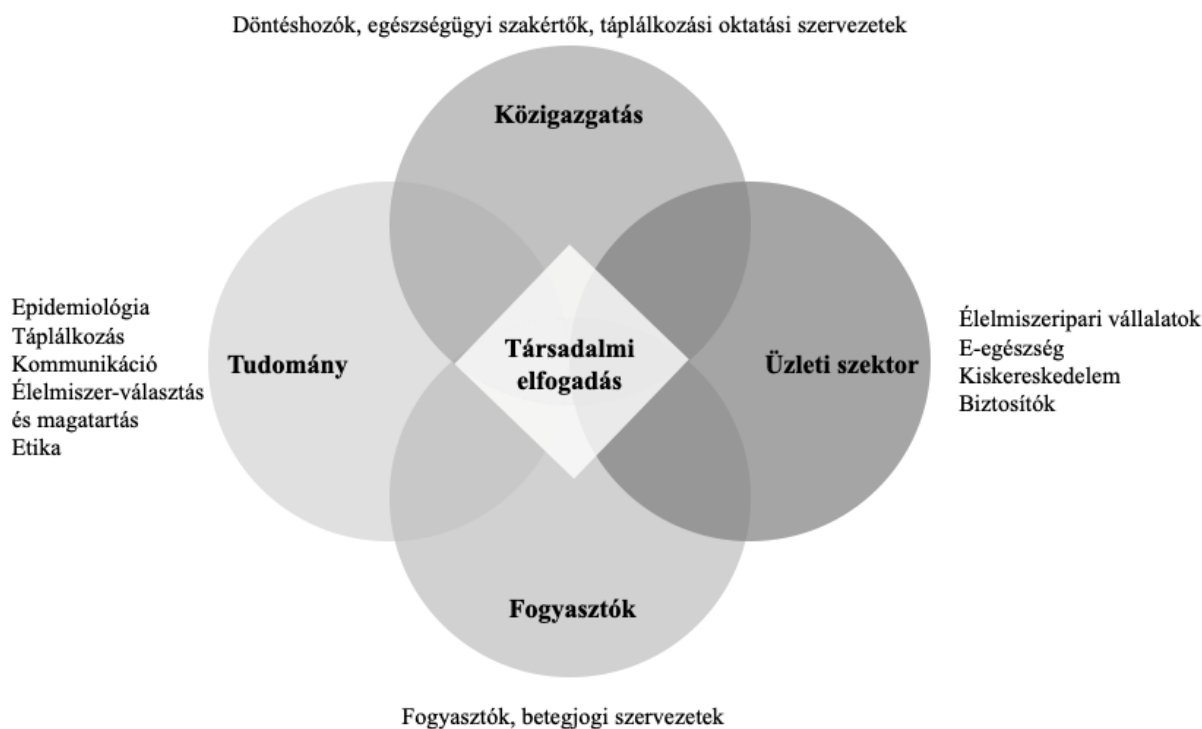 Döntéshozók, egészségügyi szakértők, táplálkozási oktatási szervezetek
Közigazgatás
Epidemiológia
Táplálkozás
Kommunikáció
Élelmiszer-választás
és magatartás
Etika
Tudomány
Társadalmi
elfogadás
Üzleti szektor
Élelmiszeripari vállalatok
E-egészség
Kiskereskedelem
Biztosítók
Fogyasztók
Fogyasztók, betegjogi szervezetek